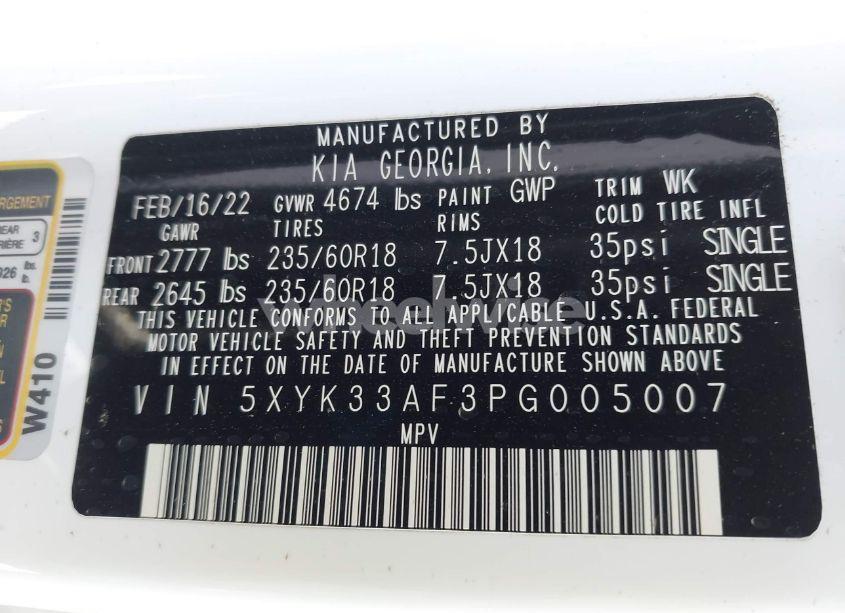 MANUFACTURED BY
KIA GEORGIA, INC.
FEB/16/22 GVWR 4674 lbs PAINT GWP TRIM WK
GAWR TIRES RIMS COLD TIRE INFL
FRONT 2777 lbs 235/60R18 7.5JX18 35psi SINGLE
REAR 2645 lbs 235/60R18 7.5JX18 35psi SINGLE
THIS VEHICLE CONFORMS TO ALL APPLICABLE U.S.A. FEDERAL
MOTOR VEHICLE SAFETY AND THEFT PREVENTION STANDARDS
IN EFFECT ON THE DATE OF MANUFACTURE SHOWN ABOVE
VIN 5XYK33AF3PG005007
MPV
W410